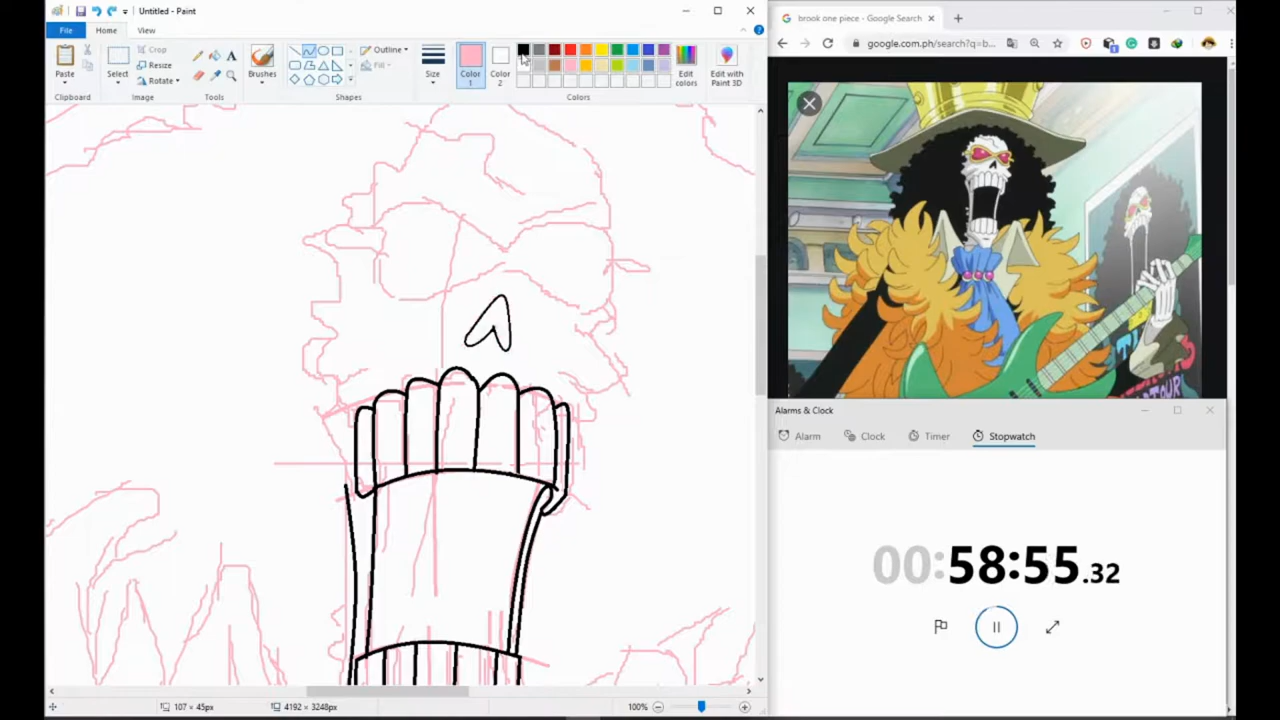 Untitled - Paint
File
Home
View
Paste
Clipboard
Select
Crop
Resize
Rotate
Image
Tools
Brushes
Shapes
Outline
Fill
Size
Color
1
Color
2
Colors
Edit
colors
Edit with
Paint 3D
107 × 45px
4192 × 3248px
100%
brook one piece - Google Search
google.com.ph/search?q=b...
Alarms & Clock
Alarm
Clock
Timer
Stopwatch
00:58:55.32